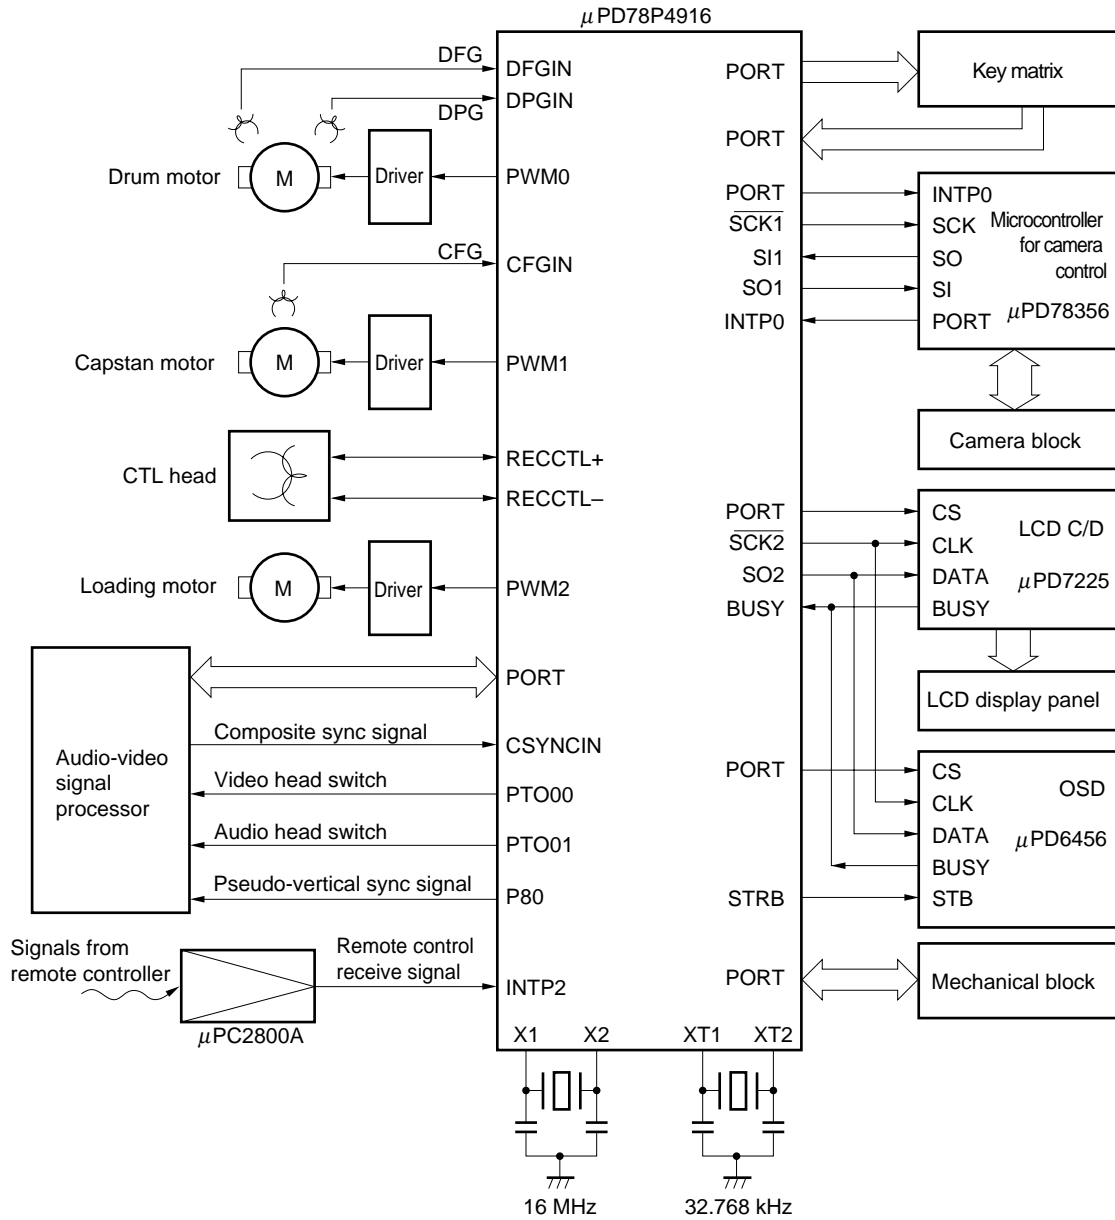 μPD78P4916
DFG
DFGIN
DPGIN
DPG
Drum motor
M
Driver
PWM0
CFG
CFGIN
Capstan motor
M
Driver
PWM1
CTL head
RECCTL+
RECCTL–
Loading motor
M
Driver
PWM2
Audio-video
signal
processor
PORT
Composite sync signal
CSYNCIN
Video head switch
PTO00
Audio head switch
PTO01
Pseudo-vertical sync signal
P80
Signals from
remote controller
μPC2800A
Remote control
receive signal
INTP2
X1
X2
XT1
XT2
16 MHz
32.768 kHz
PORT
Key matrix
PORT
PORT
INTP0
SCK1
SCK
SI1
SO
SO1
SI
INTP0
PORT
Microcontroller
for camera
control
μPD78356
Camera block
PORT
CS
SCK2
CLK
SO2
DATA
BUSY
BUSY
LCD C/D
μPD7225
LCD display panel
PORT
CS
CLK
DATA
BUSY
STRB
STB
OSD
μPD6456
PORT
Mechanical block